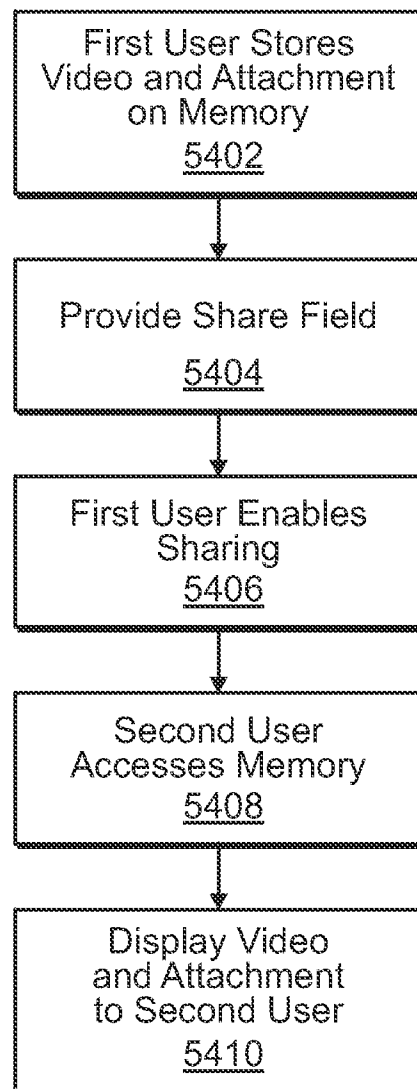 First User Stores
Video and Attachment
on Memory
5402
Provide Share Field
5404
First User Enables
Sharing
5406
Second User
Accesses Memory
5408
Display Video
and Attachment
to Second User
5410